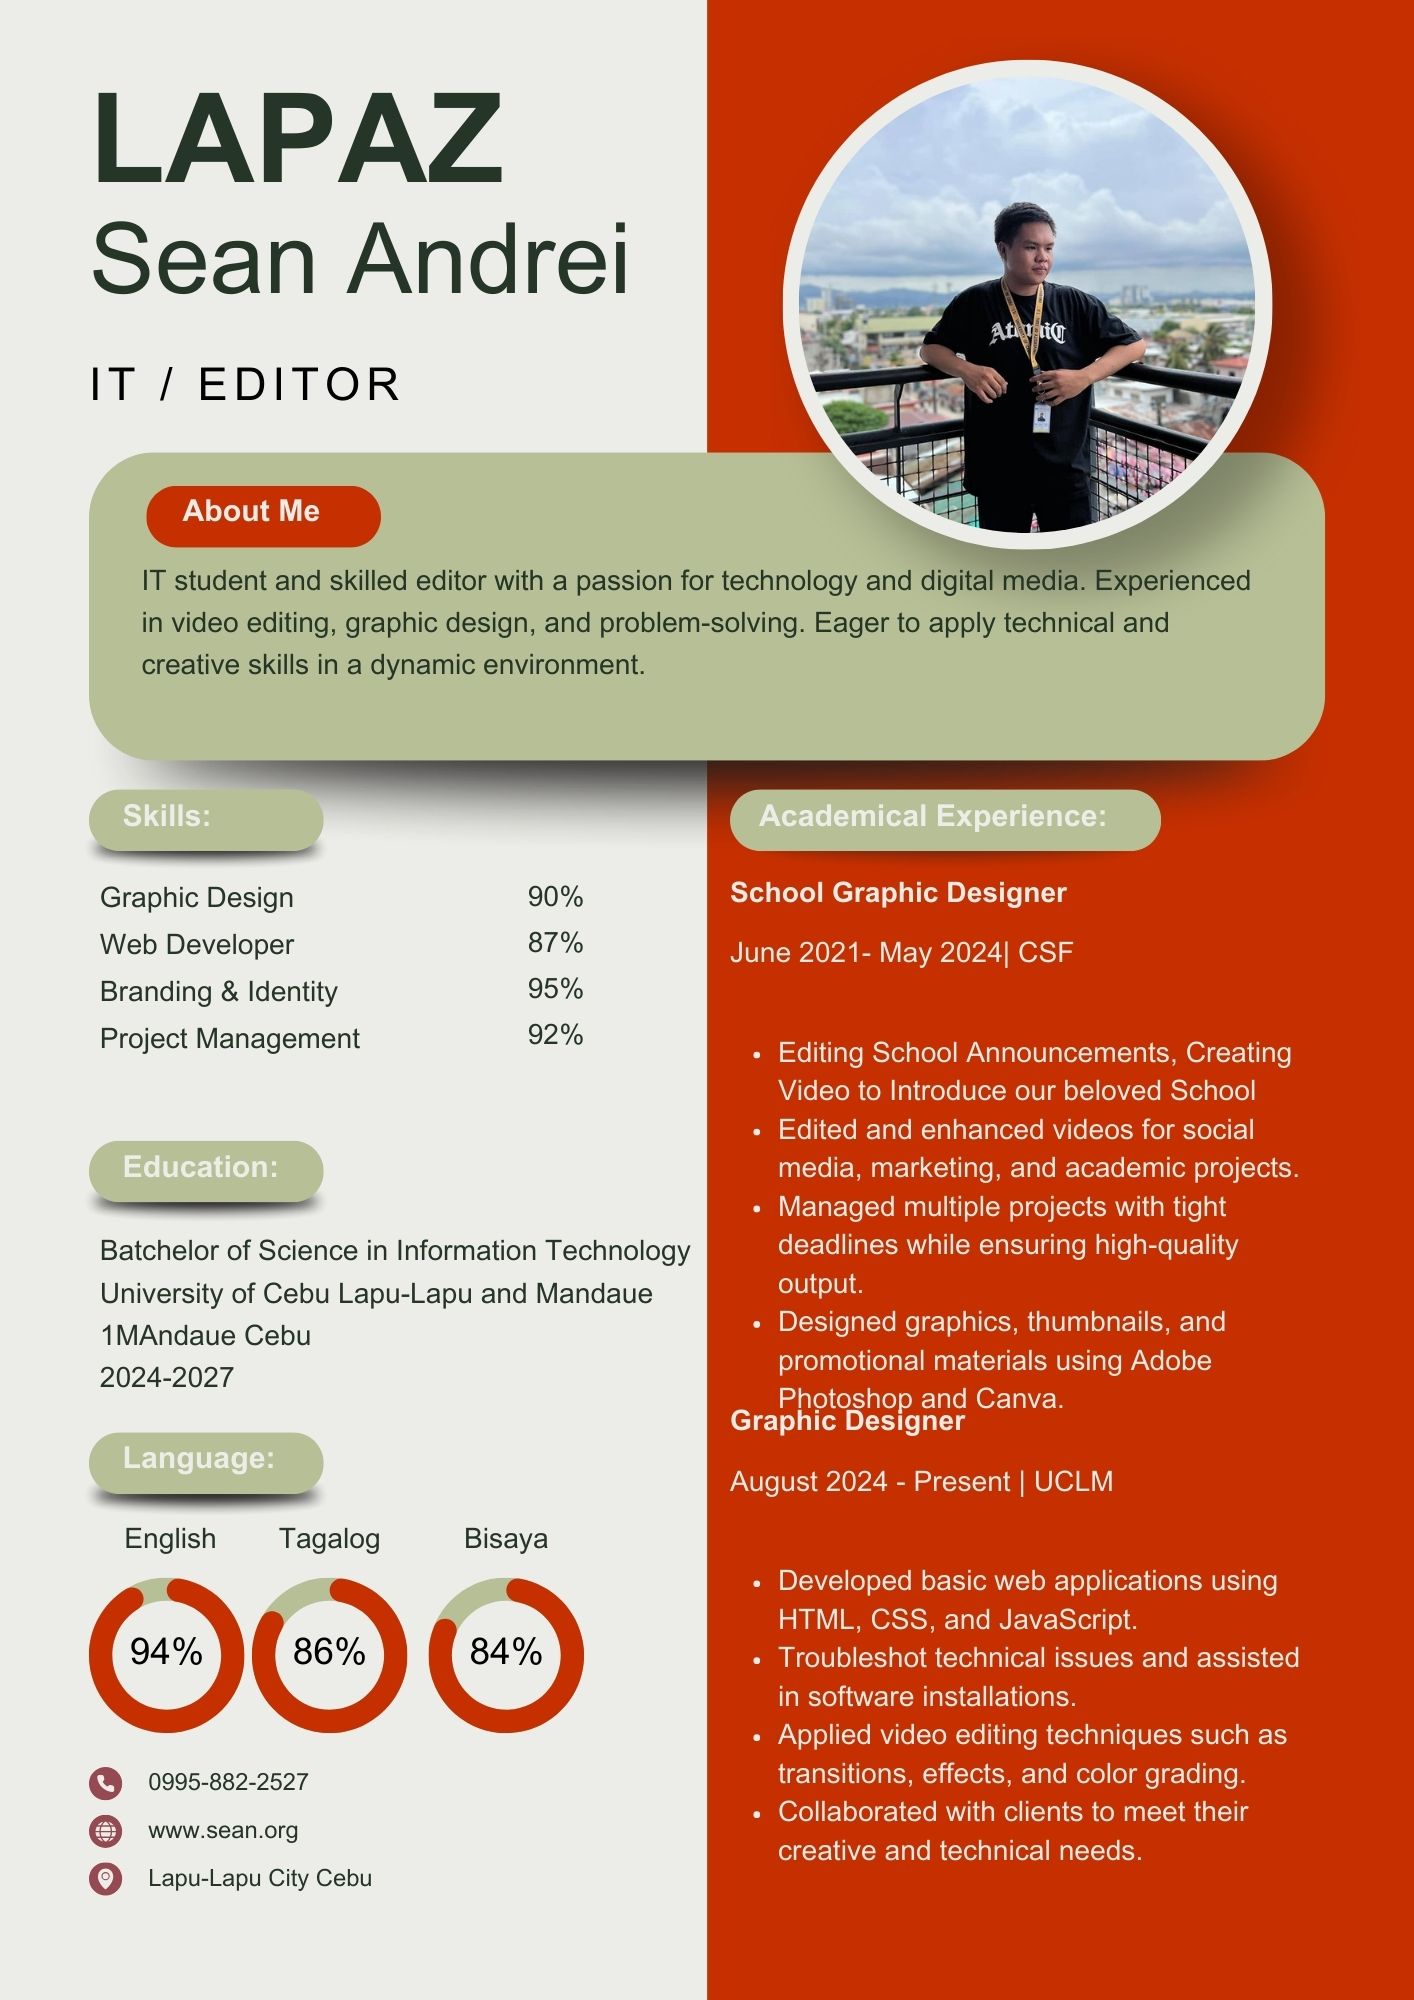 LAPAZ
Sean Andrei
IT / EDITOR
About Me
IT student and skilled editor with a passion for technology and digital media. Experienced
in video editing, graphic design, and problem-solving. Eager to apply technical and
creative skills in a dynamic environment.
Skills:
Graphic Design 90%
Web Developer 87%
Branding & Identity 95%
Project Management 92%
Education:
Batchelor of Science in Information Technology
University of Cebu Lapu-Lapu and Mandaue
1MAndaue Cebu
2024-2027
Language:
English Tagalog Bisaya
94% 86% 84%
0995-882-2527
www.sean.org
Lapu-Lapu City Cebu
Academical Experience:
School Graphic Designer
June 2021- May 2024| CSF
• Editing School Announcements, Creating
Video to Introduce our beloved School
• Edited and enhanced videos for social
media, marketing, and academic projects.
• Managed multiple projects with tight
deadlines while ensuring high-quality
output.
• Designed graphics, thumbnails, and
promotional materials using Adobe
Photoshop and Canva.
Graphic Designer
August 2024 - Present | UCLM
• Developed basic web applications using
HTML, CSS, and JavaScript.
• Troubleshot technical issues and assisted
in software installations.
• Applied video editing techniques such as
transitions, effects, and color grading.
• Collaborated with clients to meet their
creative and technical needs.